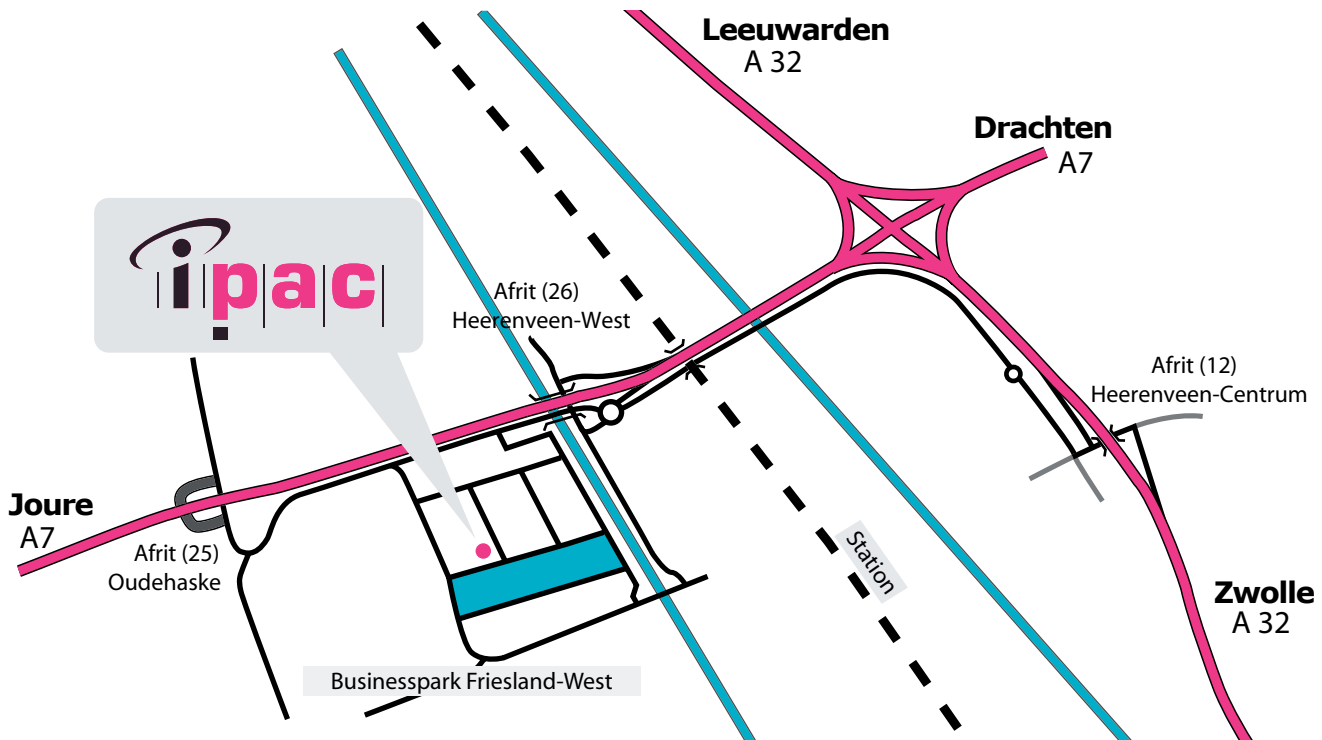 Leeuwarden
A 32
Drachten
A7
ipac
Afrit (26)
Heerenveen-West
Afrit (12)
Heerenveen-Centrum
Joure
A7
Afrit (25)
Oudehaske
Station
Zwolle
A 32
Businesspark Friesland-West